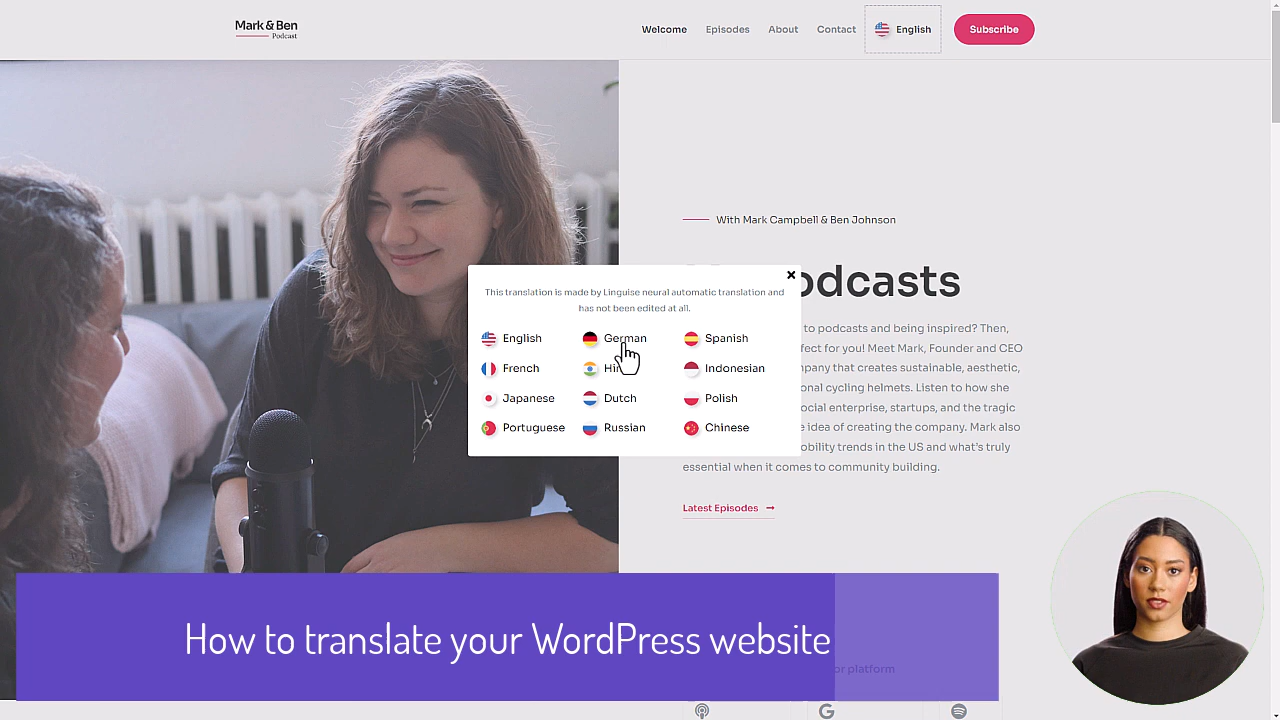 Mark & Ben
Podcast
Welcome
Episodes
About
Contact
English
Subscribe
With Mark Campbell & Ben Johnson
odcasts
to podcasts and being inspired? Then,
for you! Meet Mark, Founder and CEO
that creates sustainable, aesthetic,
cycling helmets. Listen to how she
enterprise, startups, and the tragic
idea of creating the company. Mark also
trends in the US and what's truly
essential when it comes to community building.
Latest Episodes
This translation is made by Linguise neural automatic translation and
has not been edited at all.
English
German
Spanish
French
Indonesian
Japanese
Dutch
Polish
Portuguese
Russian
Chinese
How to translate your WordPress website
platform